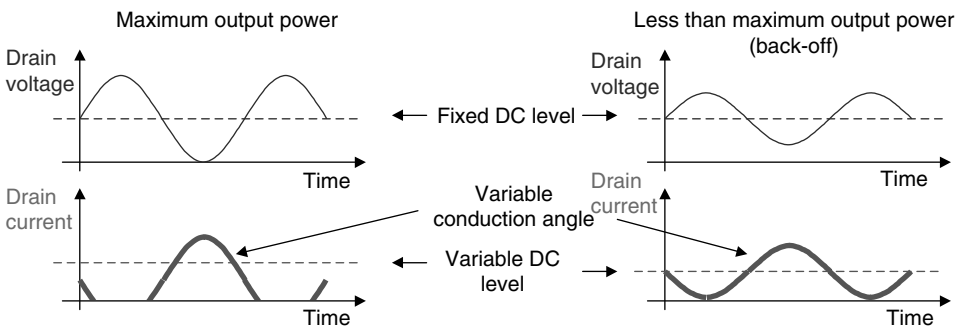 Maximum output power
Less than maximum output power
(back-off)
Drain
voltage
Fixed DC level
Drain
voltage
Time
Time
Drain
current
Variable
conduction angle
Drain
current
Variable DC
level
Time
Time